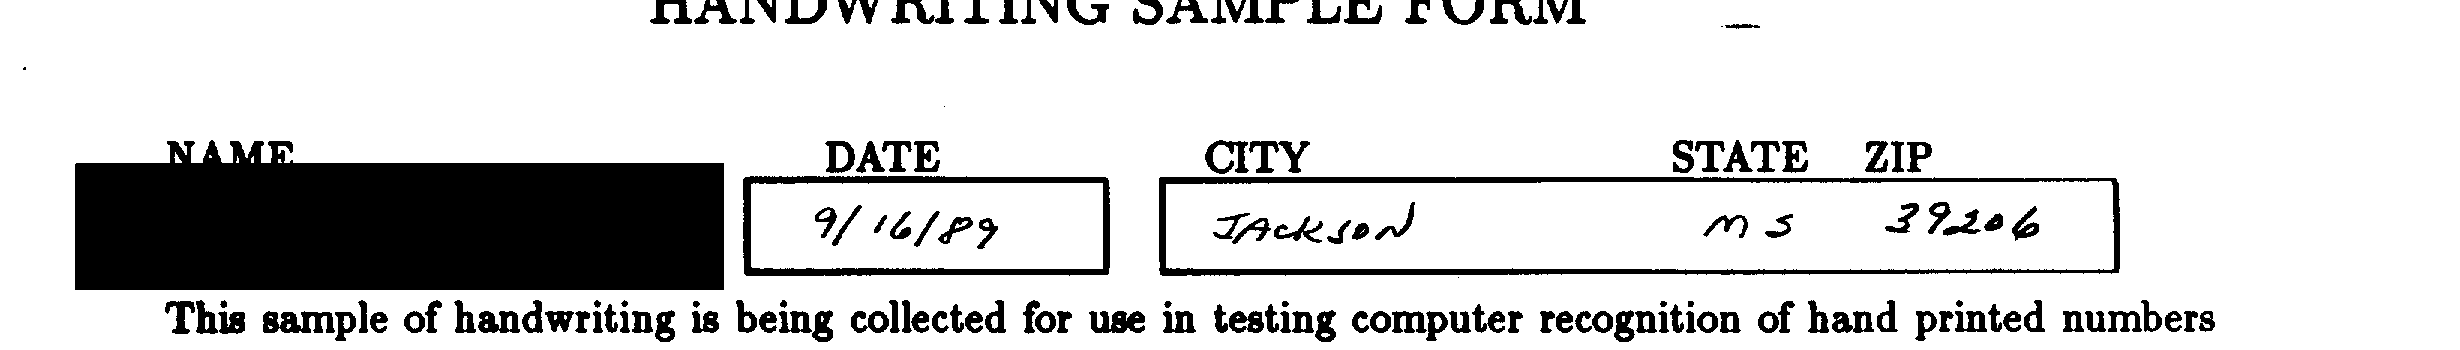 HANDWRITING SAMPLE FORM
NAME DATE CITY STATE ZIP
9/16/89 JACKSON MS 39206
This sample of handwriting is being collected for use in testing computer recognition of hand printed numbers